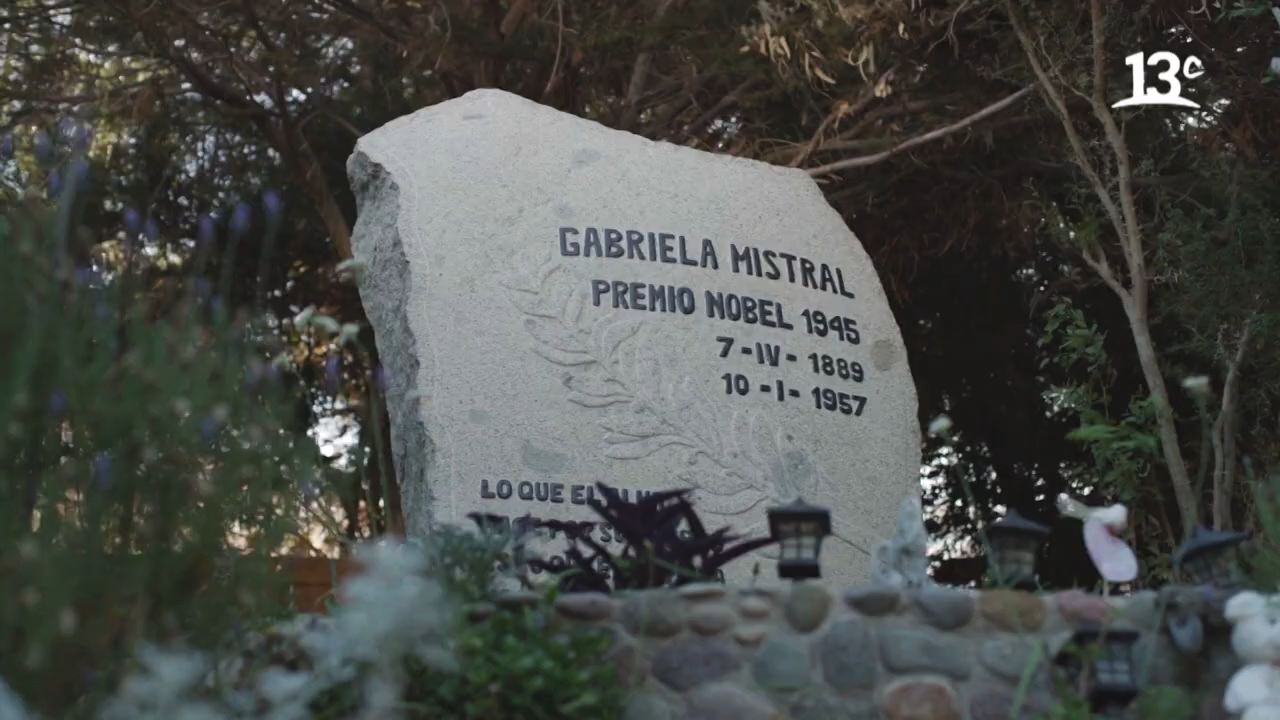 13c
GABRIELA MISTRAL
PREMIO NOBEL 1945
7-IV-1889
10-I-1957
LO QUE EL